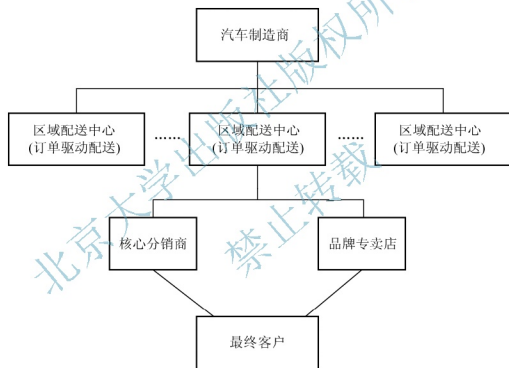 汽车制造商
区域配送中心
(订单驱动配送)
……
区域配送中心
(订单驱动配送)
……
区域配送中心
(订单驱动配送)
核心分销商
品牌专卖店
最终客户
北京大学出版社版权所
禁止转载